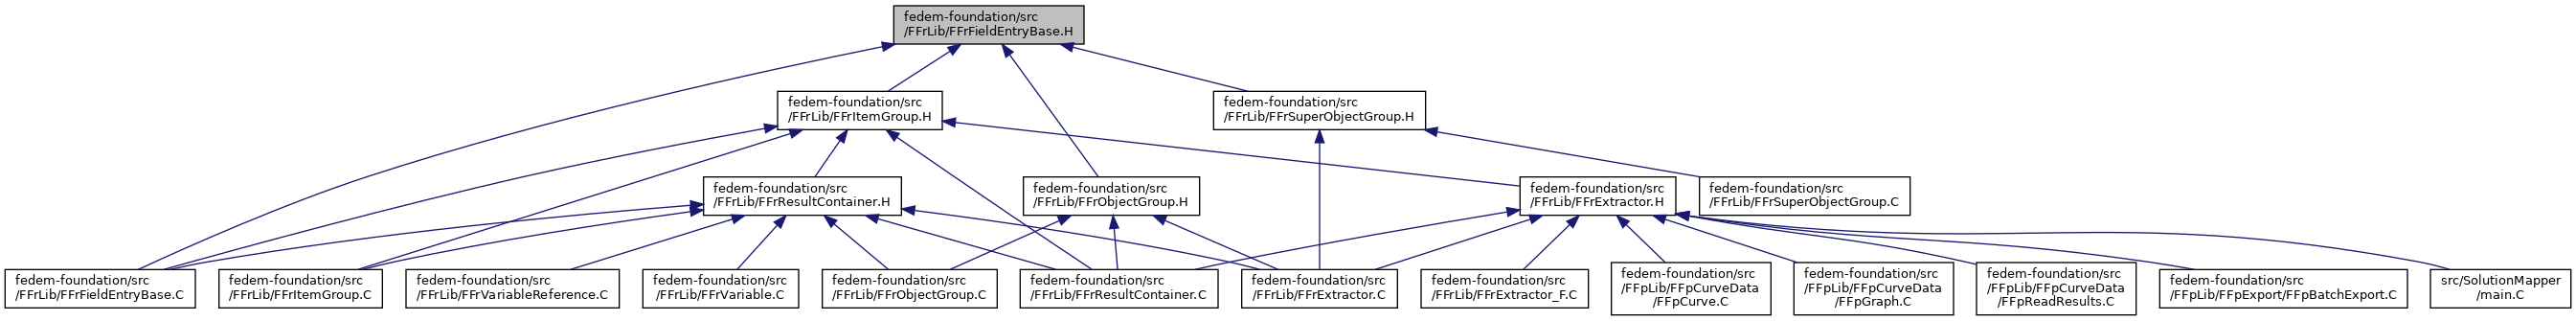 fedem-foundation/src
/FFrLib/FFrFieldEntryBase.H
fedem-foundation/src
/FFrLib/FFrItemGroup.H
fedem-foundation/src
/FFrLib/FFrSuperObjectGroup.H
fedem-foundation/src
/FFrLib/FFrResultContainer.H
fedem-foundation/src
/FFrLib/FFrObjectGroup.H
fedem-foundation/src
/FFrLib/FFrExtractor.H
fedem-foundation/src
/FFrLib/FFrSuperObjectGroup.C
fedem-foundation/src
/FFrLib/FFrFieldEntryBase.C
fedem-foundation/src
/FFrLib/FFrItemGroup.C
fedem-foundation/src
/FFrLib/FFrVariableReference.C
fedem-foundation/src
/FFrLib/FFrVariable.C
fedem-foundation/src
/FFrLib/FFrObjectGroup.C
fedem-foundation/src
/FFrLib/FFrResultContainer.C
fedem-foundation/src
/FFrLib/FFrExtractor.C
fedem-foundation/src
/FFrLib/FFrExtractor_F.C
fedem-foundation/src
/FFpLib/FFpCurveData
/FFpCurve.C
fedem-foundation/src
/FFpLib/FFpCurveData
/FFpGraph.C
fedem-foundation/src
/FFpLib/FFpCurveData
/FFpReadResults.C
fedem-foundation/src
/FFpLib/FFpExport/FFpBatchExport.C
src/SolutionMapper
/main.C